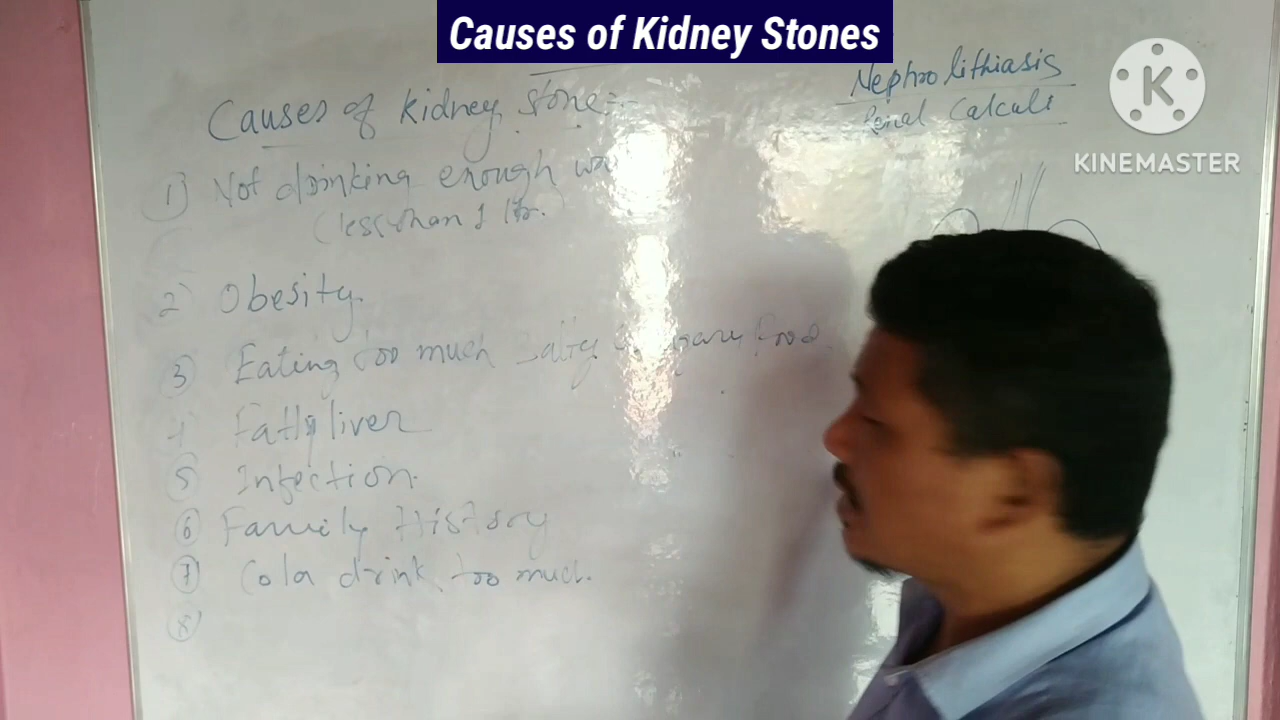 Causes of Kidney Stones
Nephrolithiasis
Renal Calculi
KINEMASTER
Causes of kidney stone:-
1) Not drinking enough
(less than 1 ltr.)
2) Obesity.
3) Eating too much Salty food.
4) Fatty liver
5) Infection.
6) Family History
7) Cola drink too much.
8)